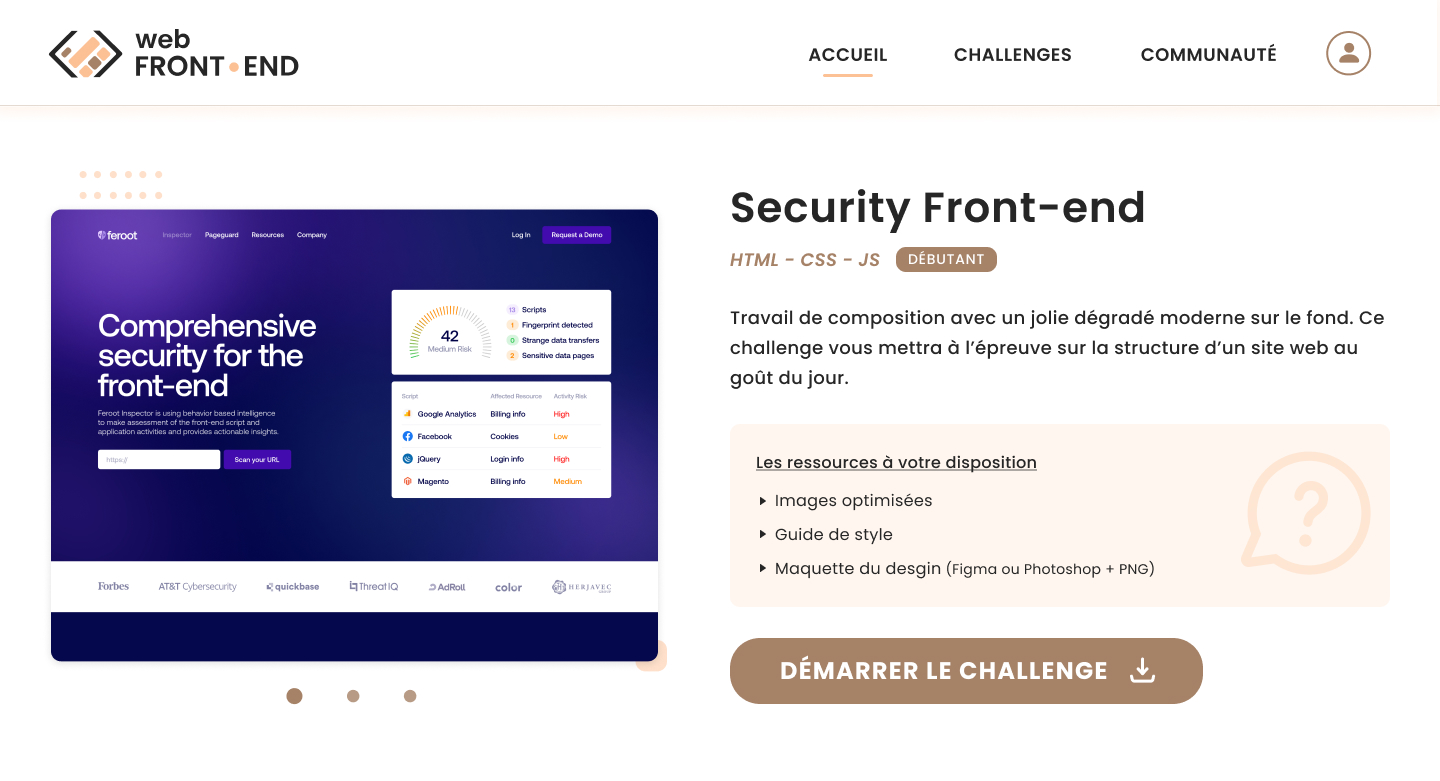 web
FRONT•END
ACCUEIL
CHALLENGES
COMMUNAUTÉ
feroot
Inspector
Pageguard
Resources
Company
Log In
Request a Demo
Comprehensive
security for the
front-end
Feroot Inspector is using behavior based intelligence
to make assessment of the front-end script and
application activities and provides actionable insights.
https://
Scan your URL
42
Medium Risk
13 Scripts
1 Fingerprint detected
0 Strange data transfers
2 Sensitive data pages
Script Affected Resource Activity Risk
Google Analytics Billing info High
Facebook Cookies Low
jQuery Login info High
Magento Billing info Medium
Forbes
AT&T Cybersecurity
quickbase
ThreatIQ
AdRoll
color
HERJAVEC
Security Front-end
HTML - CSS - JS
DÉBUTANT
Travail de composition avec un jolie dégradé moderne sur le fond. Ce
challenge vous mettra à l’épreuve sur la structure d’un site web au
goût du jour.
Les ressources à votre disposition
Images optimisées
Guide de style
Maquette du desgin (Figma ou Photoshop + PNG)
DÉMARRER LE CHALLENGE